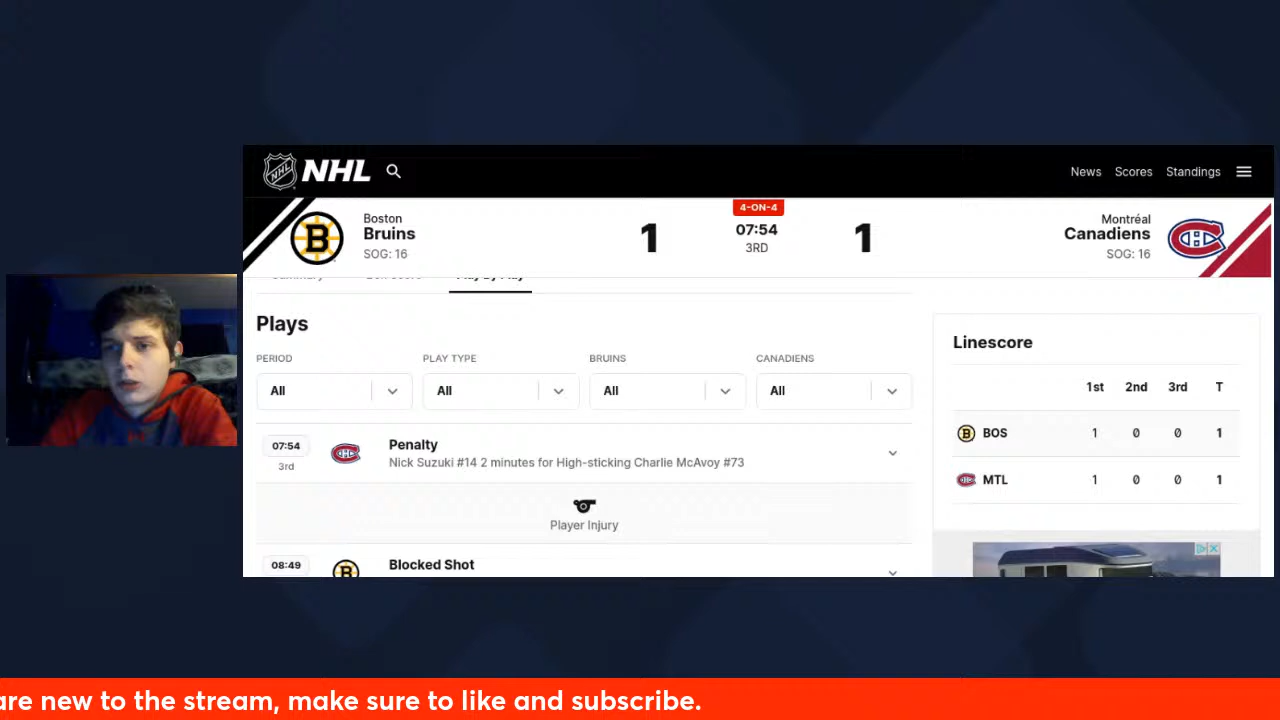 NHL
News Scores Standings
4-ON-4
Boston
Bruins
SOG: 16
1
07:54
3RD
1
Montréal
Canadiens
SOG: 16
Plays
PERIOD PLAY TYPE BRUINS CANADIENS
All All All All
07:54
3rd
Penalty
Nick Suzuki #14 2 minutes for High-sticking Charlie McAvoy #73
Player Injury
08:49
Blocked Shot
Linescore
1st 2nd 3rd T
BOS 1 0 0 1
MTL 1 0 0 1
are new to the stream, make sure to like and subscribe.